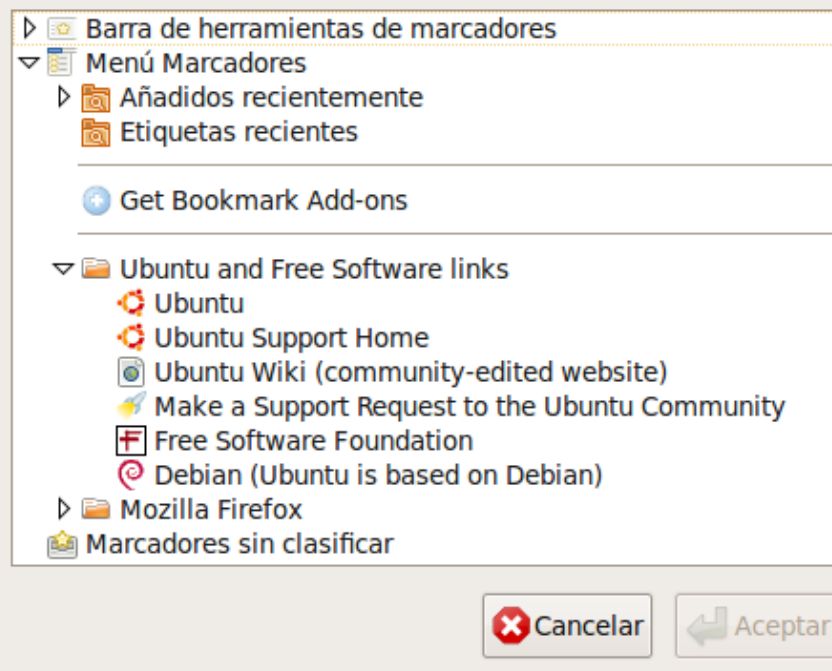 Barra de herramientas de marcadores
Menú Marcadores
Añadidos recientemente
Etiquetas recientes
Get Bookmark Add-ons
Ubuntu and Free Software links
Ubuntu
Ubuntu Support Home
Ubuntu Wiki (community-edited website)
Make a Support Request to the Ubuntu Community
Free Software Foundation
Debian (Ubuntu is based on Debian)
Mozilla Firefox
Marcadores sin clasificar
Cancelar Aceptar